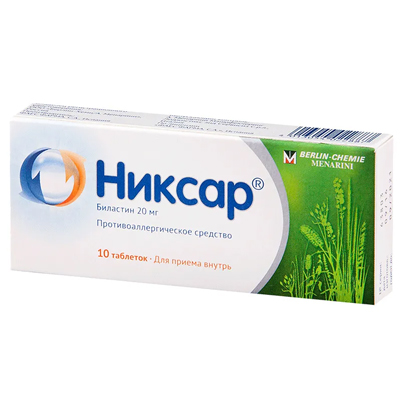 BERLIN-CHEMIE
MENARINI
Никсар®
Биластин 20 мг
Противоаллергическое средство
10 таблеток · Для приема внутрь